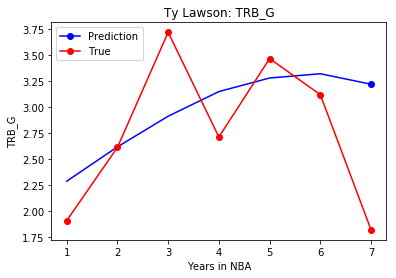 Ty Lawson: TRB_G
Prediction
True
TRB_G
3.75
3.50
3.25
3.00
2.75
2.50
2.25
2.00
1.75
1 2 3 4 5 6 7
Years in NBA